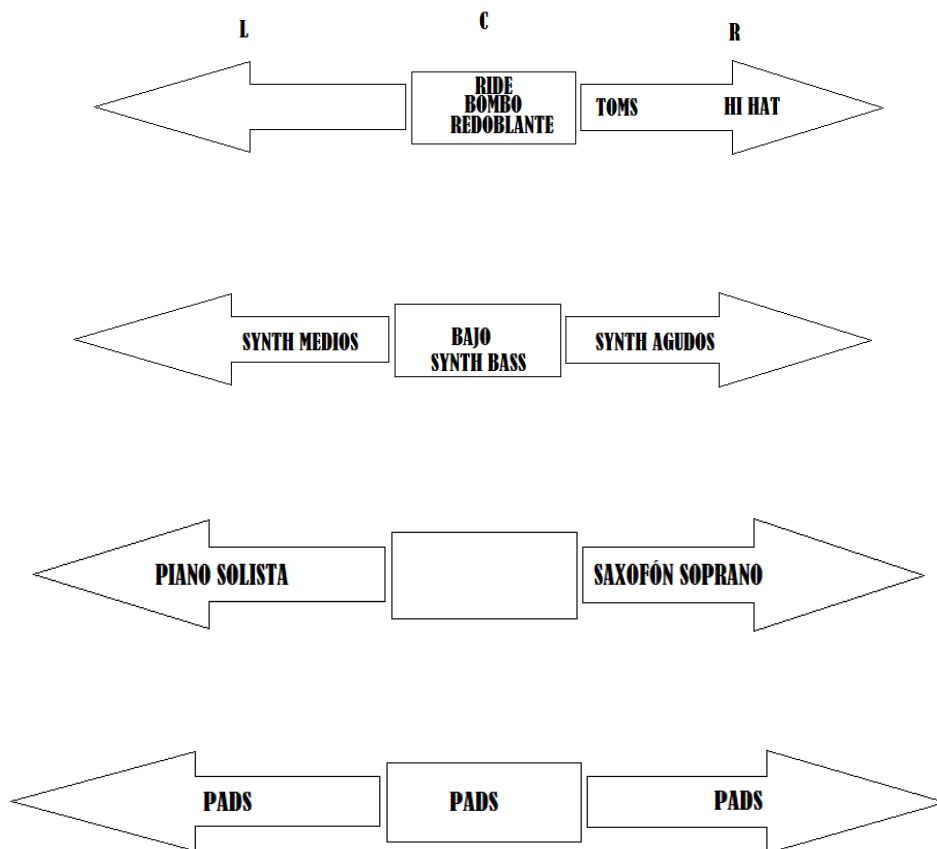 L
C
R
RIDE
BOMBO
REDOBLANTE
TOMS
HI HAT
SYNTH MEDIOS
BAJO
SYNTH BASS
SYNTH AGUDOS
PIANO SOLISTA
SAXOFÓN SOPRANO
PADS
PADS
PADS